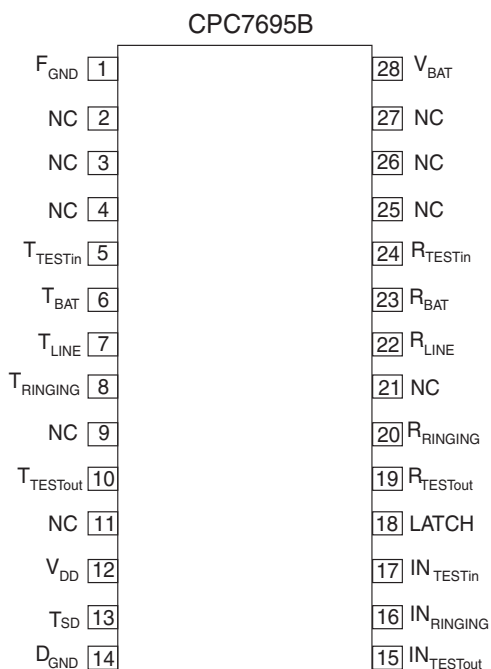 CPC7695B
F_GND 1 28 V_BAT
NC 2 27 NC
NC 3 26 NC
NC 4 25 NC
T_TESTin 5 24 R_TESTin
T_BAT 6 23 R_BAT
T_LINE 7 22 R_LINE
T_RINGING 8 21 NC
NC 9 20 R_RINGING
T_TESTout 10 19 R_TESTout
NC 11 18 LATCH
V_DD 12 17 IN_TESTin
T_SD 13 16 IN_RINGING
D_GND 14 15 IN_TESTout